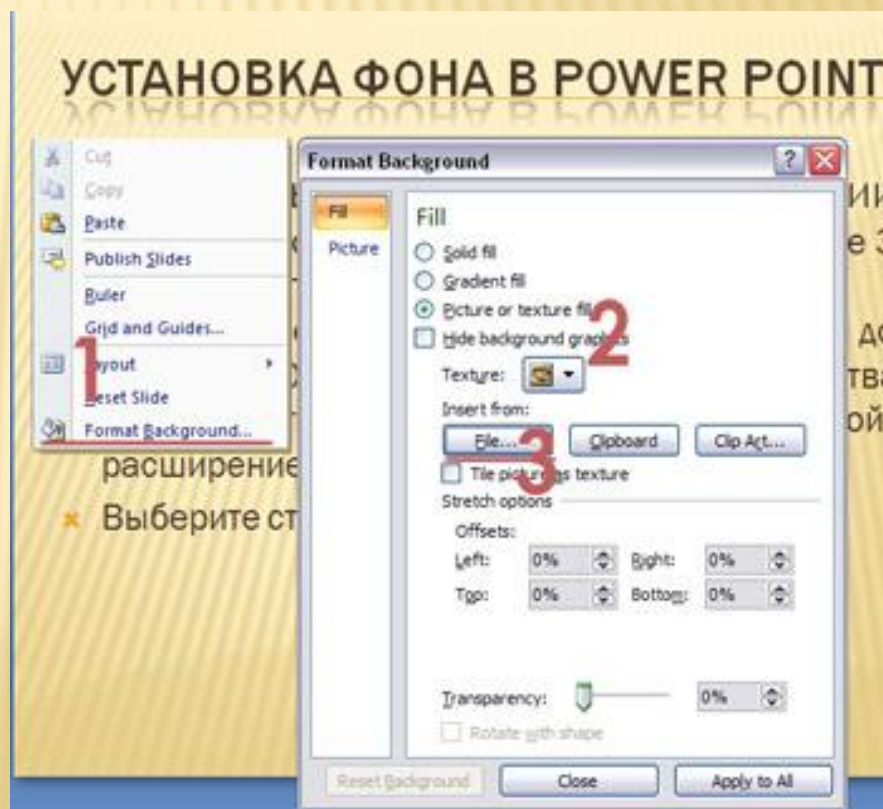 УСТАНОВКА ФОНА В POWER POINT
Cut
Copy
Paste
Publish Slides
Ruler
Grid and Guides...
Layout
Reset Slide
Format Background...
1
расширение
Выберите ст
Format Background
Fill
Picture
Fill
Solid fill
Gradient fill
Picture or texture fill
2
Hide background graphics
Texture:
Insert from:
File...
Clipboard
Clip Art...
3
Tile picture as texture
Stretch options
Offsets:
Left: 0% Right: 0%
Top: 0% Bottom: 0%
Transparency: 0%
Rotate with shape
Reset Background
Close
Apply to All